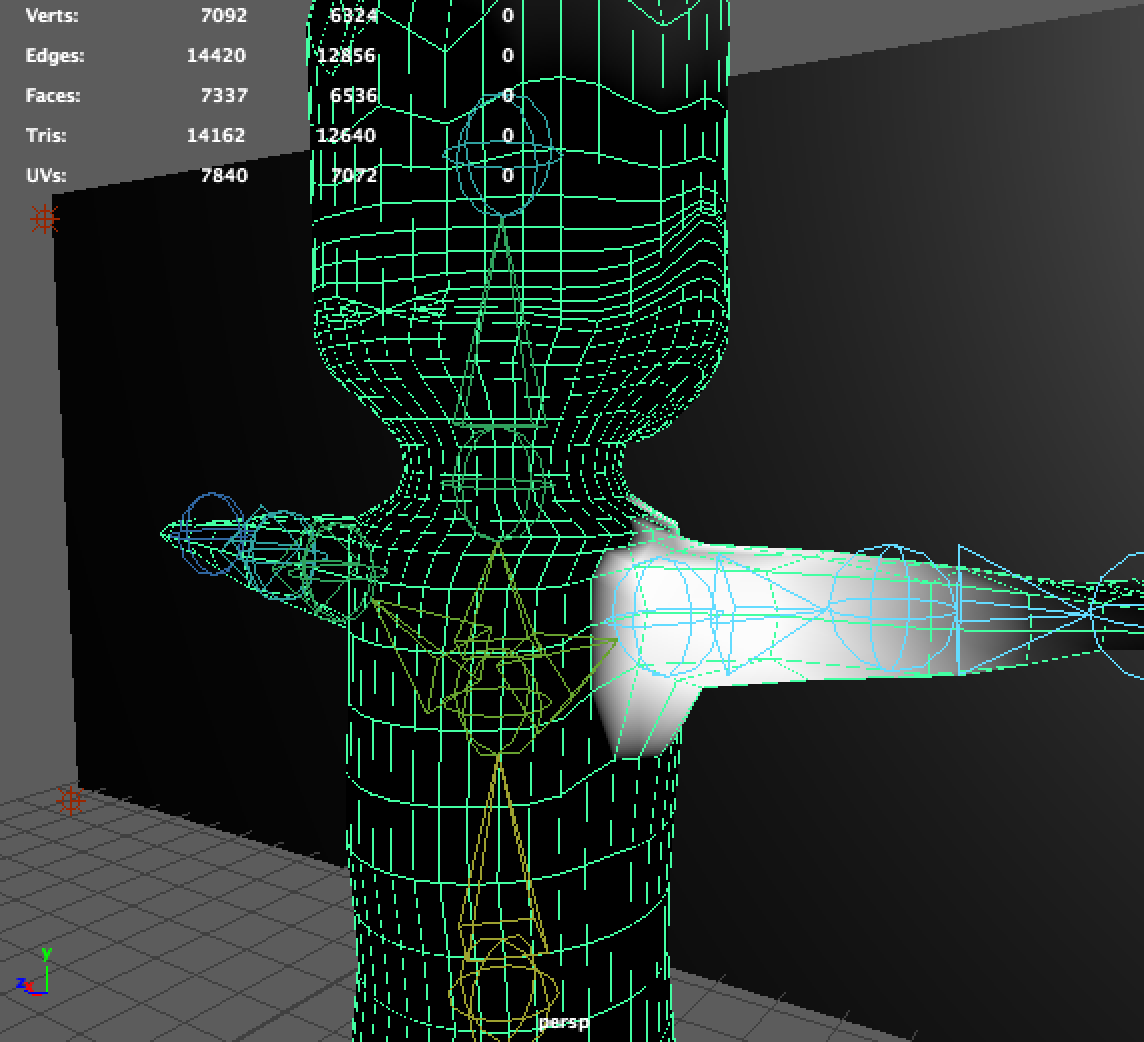 Verts: 7092 6324 0
Edges: 14420 12856 0
Faces: 7337 6536 0
Tris: 14162 12640 0
UVs: 7840 7072 0
y
z
persp